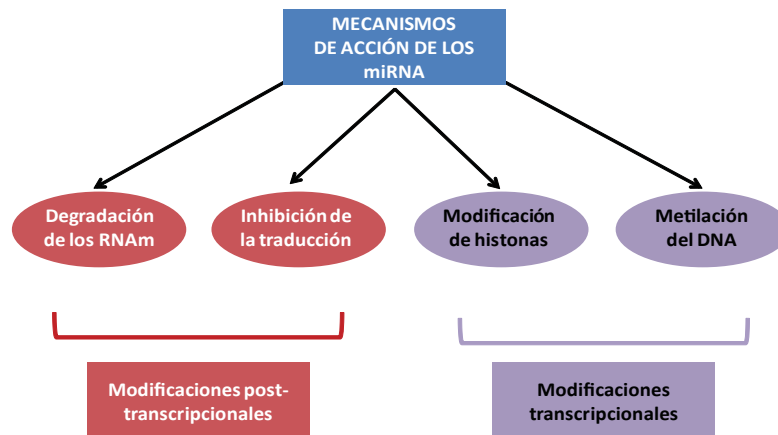 MECANISMOS
DE ACCIÓN DE LOS
miRNA
Degradación
de los RNAm
Inhibición de
la traducción
Modificación
de histonas
Metilación
del DNA
Modificaciones post-
transcripcionales
Modificaciones
transcripcionales